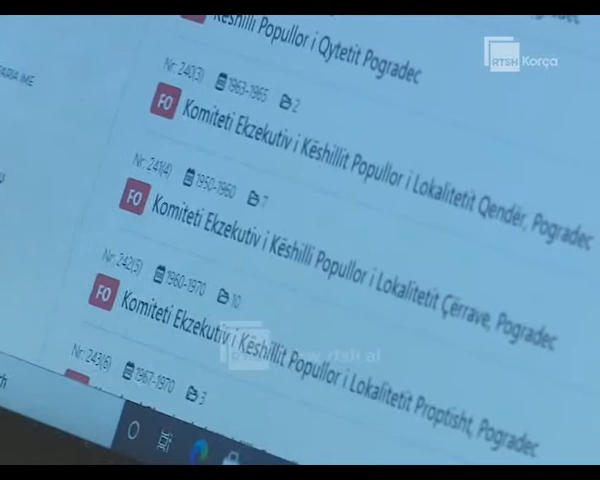 RTSH Korça
Këshilli Popullor i Qytetit Pogradec
Nr: 240(3) 1963-1965 2
FO Komiteti Ekzekutiv i Këshillit Popullor i Lokalitetit Qendër, Pogradec
Nr: 241(4) 1950-1960 7
FO Komiteti Ekzekutiv i Këshilli Popullor i Lokalitetit Çërrave, Pogradec
Nr: 242(5) 1960-1970 10
FO Komiteti Ekzekutiv i Këshillit Popullor i Lokalitetit Proptisht, Pogradec
Nr: 243(6) 1967-1970 3
rtsh.al